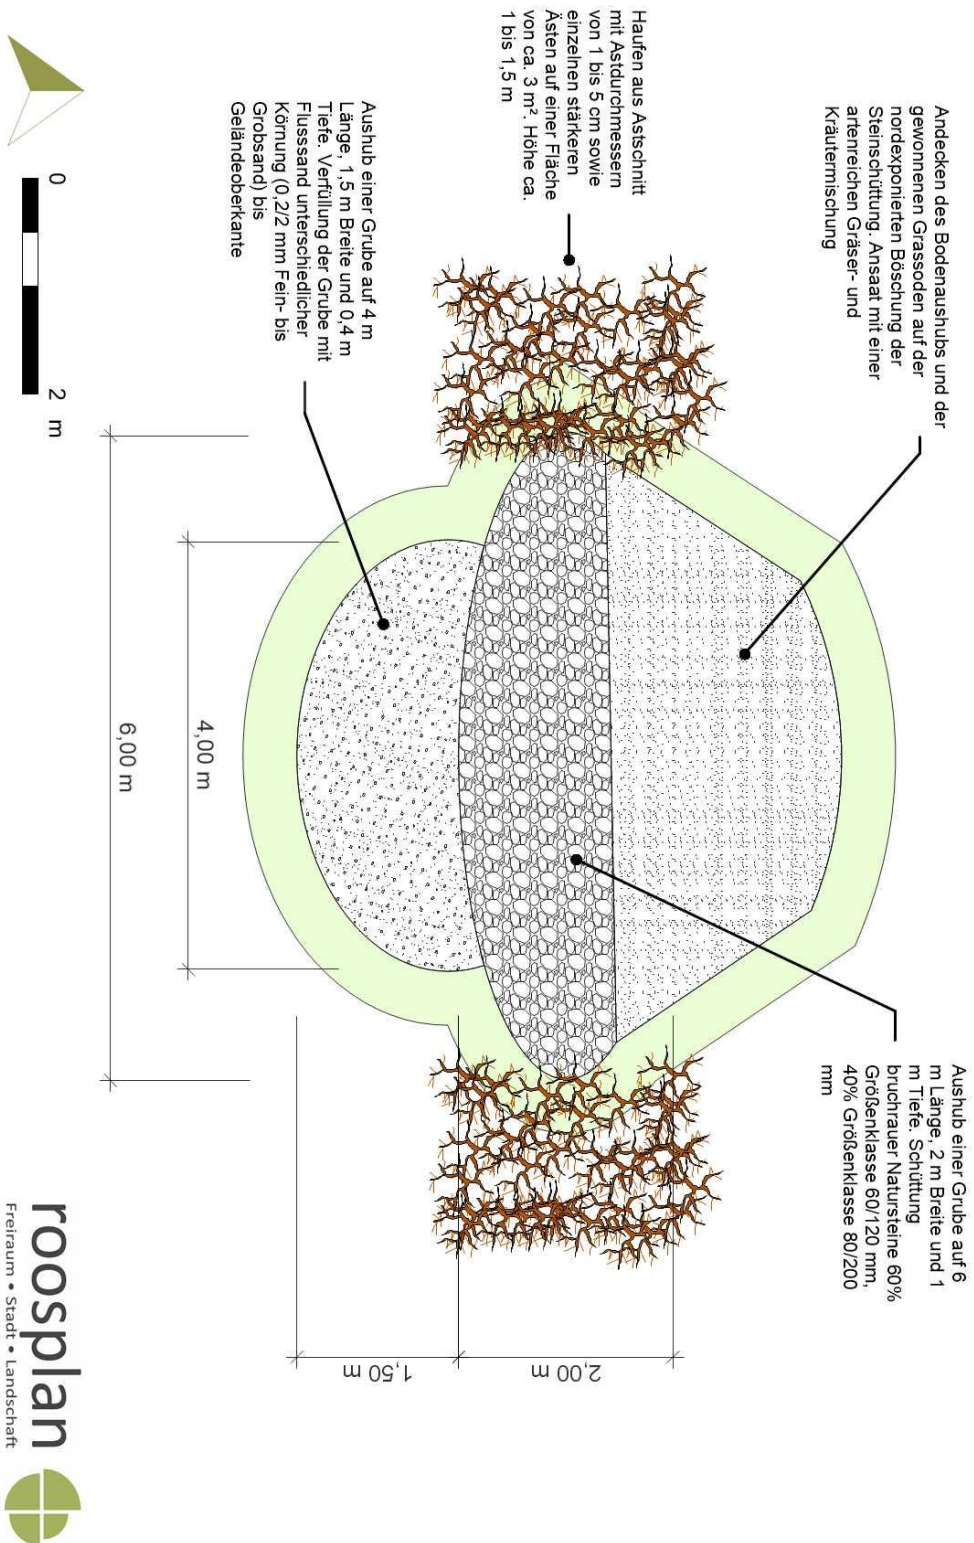 Andecken des Bodenaushubs und der
gewonnenen Grassoden auf der
nordexponierten Böschung der
Steinschüttung. Ansaat mit einer
artenreichen Gräser- und
Kräutermischung
Aushub einer Grube auf 6
m Länge, 2 m Breite und 1
m Tiefe. Schüttung
bruchrauer Natursteine 60%
Größenklasse 60/120 mm,
40% Größenklasse 80/200
mm
Haufen aus Astschnitt
mit Astdurchmessern
von 1 bis 5 cm sowie
einzelnen stärkeren
Ästen auf einer Fläche
von ca. 3 m². Höhe ca.
1 bis 1,5 m
2,00 m
1,50 m
Aushub einer Grube auf 4 m
Länge, 1,5 m Breite und 0,4 m
Tiefe. Verfüllung der Grube mit
Flusssand unterschiedlicher
Körnung (0,2/2 mm Fein- bis
Grobsand) bis
Geländeoberkante
4,00 m
6,00 m
0 2 m
roosplan
Freiraum • Stadt • Landschaft